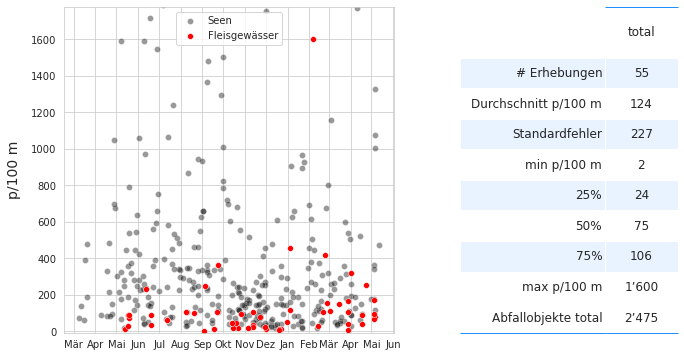 Seen
Fleisgewässer
p/100 m
1600
1400
1200
1000
800
600
400
200
0
Mär Apr Mai Jun Jul Aug Sep Okt Nov Dez Jan Feb Mär Apr Mai Jun
total
# Erhebungen 55
Durchschnitt p/100 m 124
Standardfehler 227
min p/100 m 2
25% 24
50% 75
75% 106
max p/100 m 1’600
Abfallobjekte total 2’475